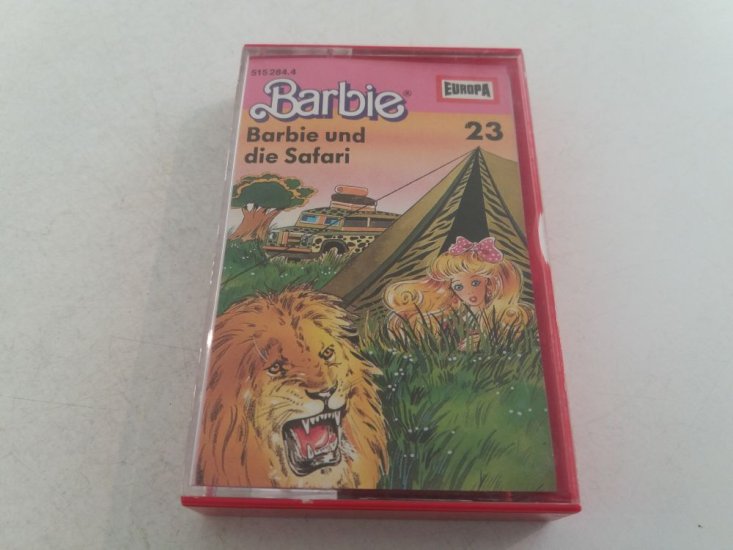 515 284.4
Barbie®
EUROPA
Barbie und
die Safari
23